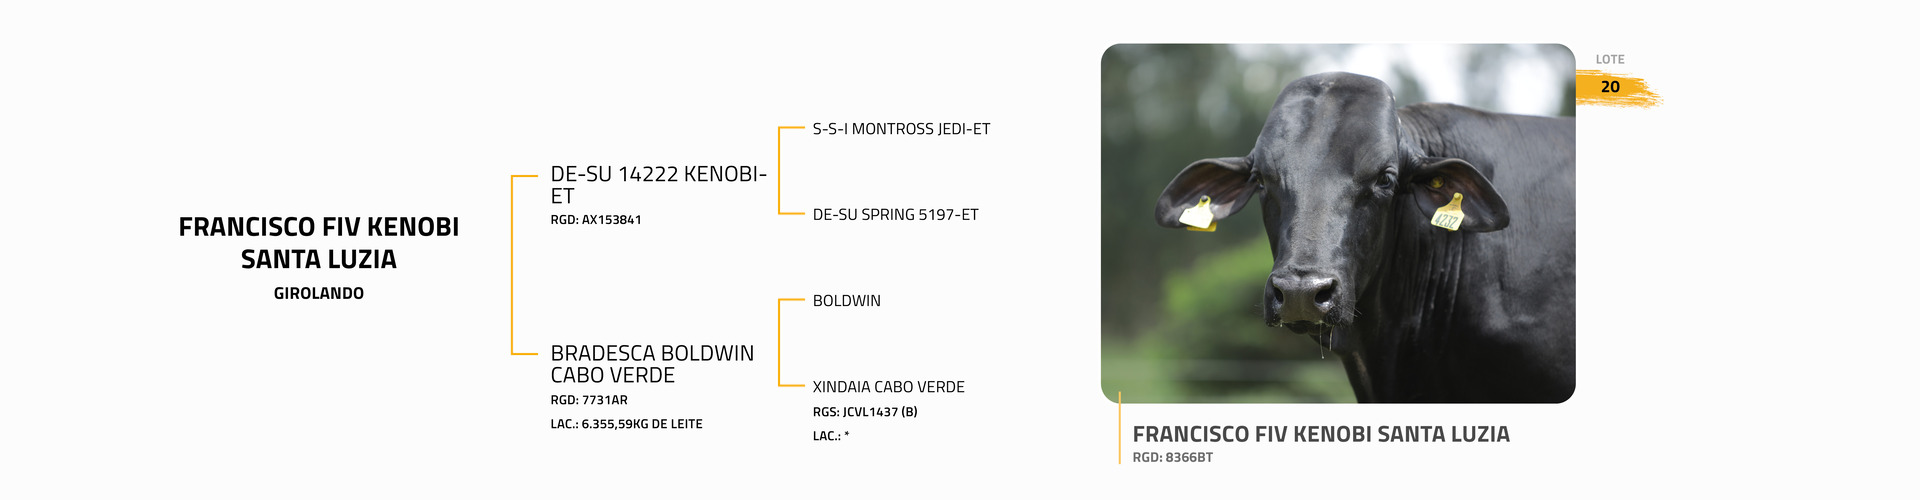 FRANCISCO FIV KENOBI
SANTA LUZIA
GIROLANDO
DE-SU 14222 KENOBI-
ET
RGD: AX153841
BRADESCA BOLDWIN
CABO VERDE
RGD: 7731AR
LAC.: 6.355,59KG DE LEITE
S-S-I MONTROSS JEDI-ET
DE-SU SPRING 5197-ET
BOLDWIN
XINDAIA CABO VERDE
RGS: JCVL1437 (B)
LAC.: *
LOTE
20
4232
FRANCISCO FIV KENOBI SANTA LUZIA
RGD: 8366BT